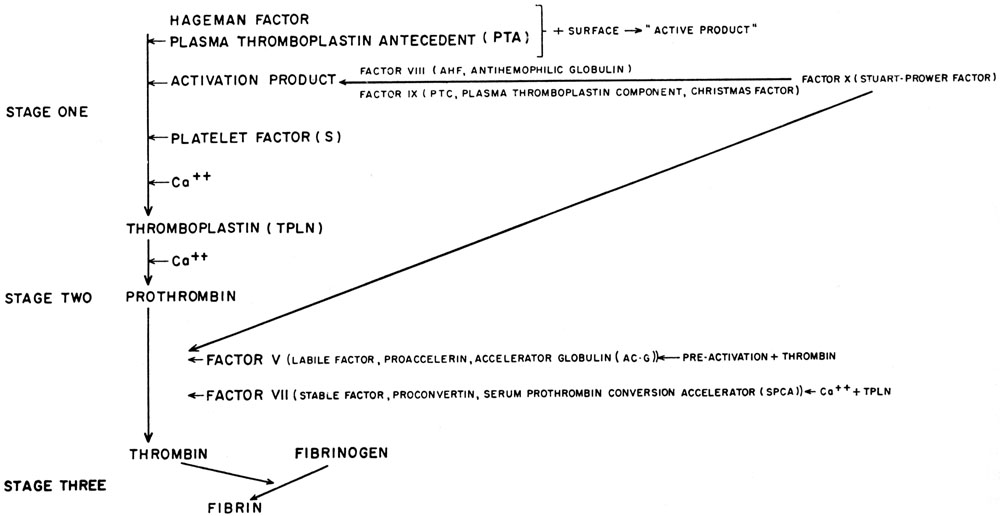 HAGEMAN FACTOR
PLASMA THROMBOPLASTIN ANTECEDENT (PTA)
+ SURFACE → "ACTIVE PRODUCT"
FACTOR VIII (AHF, ANTIHEMOPHILIC GLOBULIN)
ACTIVATION PRODUCT
FACTOR X (STUART-PROWER FACTOR)
FACTOR IX (PTC, PLASMA THROMBOPLASTIN COMPONENT, CHRISTMAS FACTOR)
STAGE ONE
PLATELET FACTOR (S)
Ca++
THROMBOPLASTIN (TPLN)
Ca++
STAGE TWO
PROTHROMBIN
FACTOR V (LABILE FACTOR, PROACCELERIN, ACCELERATOR GLOBULIN (AC-G)) ← PRE-ACTIVATION + THROMBIN
FACTOR VII (STABLE FACTOR, PROCONVERTIN, SERUM PROTHROMBIN CONVERSION ACCELERATOR (SPCA)) ← Ca++ + TPLN
THROMBIN
FIBRINOGEN
STAGE THREE
FIBRIN